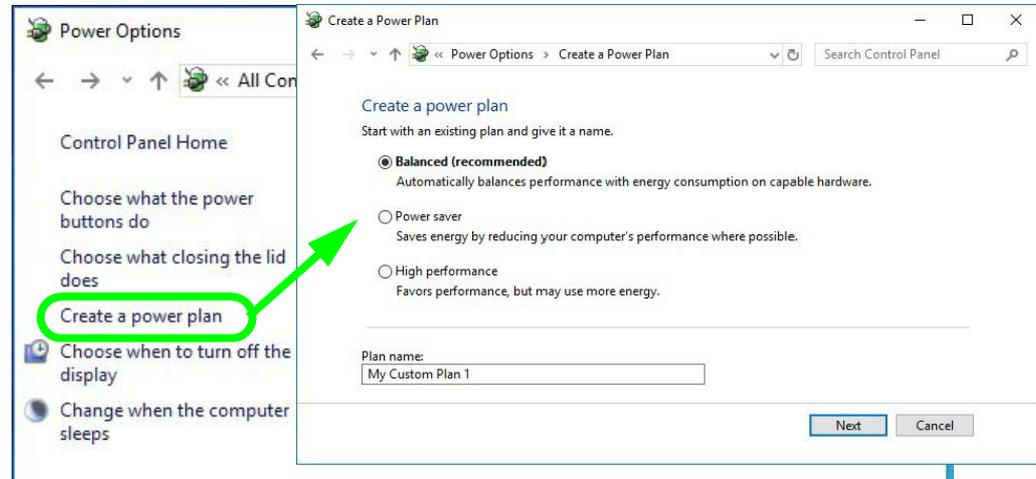 Power Options
« All Con
Control Panel Home
Choose what the power
buttons do
Choose what closing the lid
does
Create a power plan
Choose when to turn off the
display
Change when the computer
sleeps
Create a Power Plan
« Power Options > Create a Power Plan
Search Control Panel
Create a power plan
Start with an existing plan and give it a name.
Balanced (recommended)
Automatically balances performance with energy consumption on capable hardware.
Power saver
Saves energy by reducing your computer's performance where possible.
High performance
Favors performance, but may use more energy.
Plan name:
My Custom Plan 1
Next Cancel